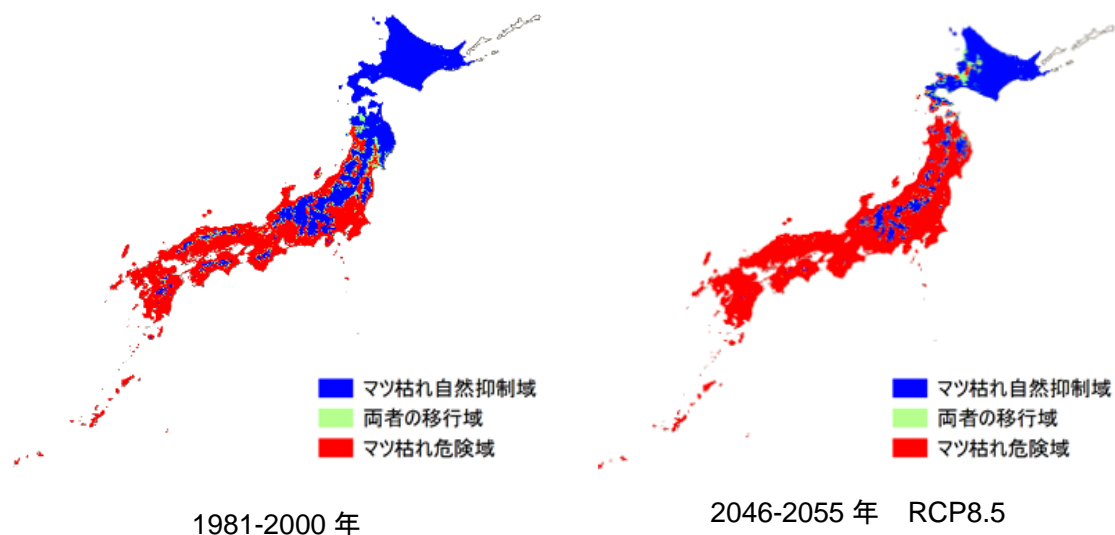 マツ枯れ自然抑制域
両者の移行域
マツ枯れ危険域
1981-2000 年
マツ枯れ自然抑制域
両者の移行域
マツ枯れ危険域
2046-2055 年　RCP8.5